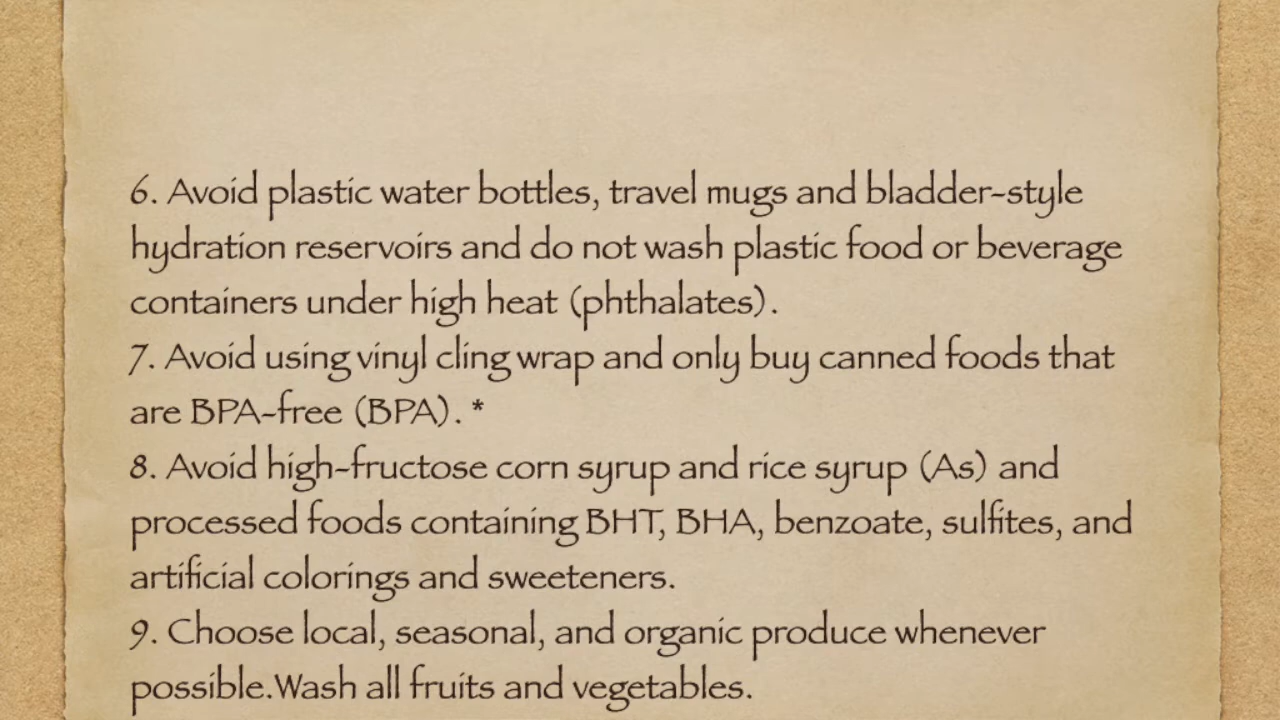 6. Avoid plastic water bottles, travel mugs and bladder-style
hydration reservoirs and do not wash plastic food or beverage
containers under high heat (phthalates).
7. Avoid using vinyl cling wrap and only buy canned foods that
are BPA-free (BPA). *
8. Avoid high-fructose corn syrup and rice syrup (As) and
processed foods containing BHT, BHA, benzoate, sulfites, and
artificial colorings and sweeteners.
9. Choose local, seasonal, and organic produce whenever
possible.Wash all fruits and vegetables.